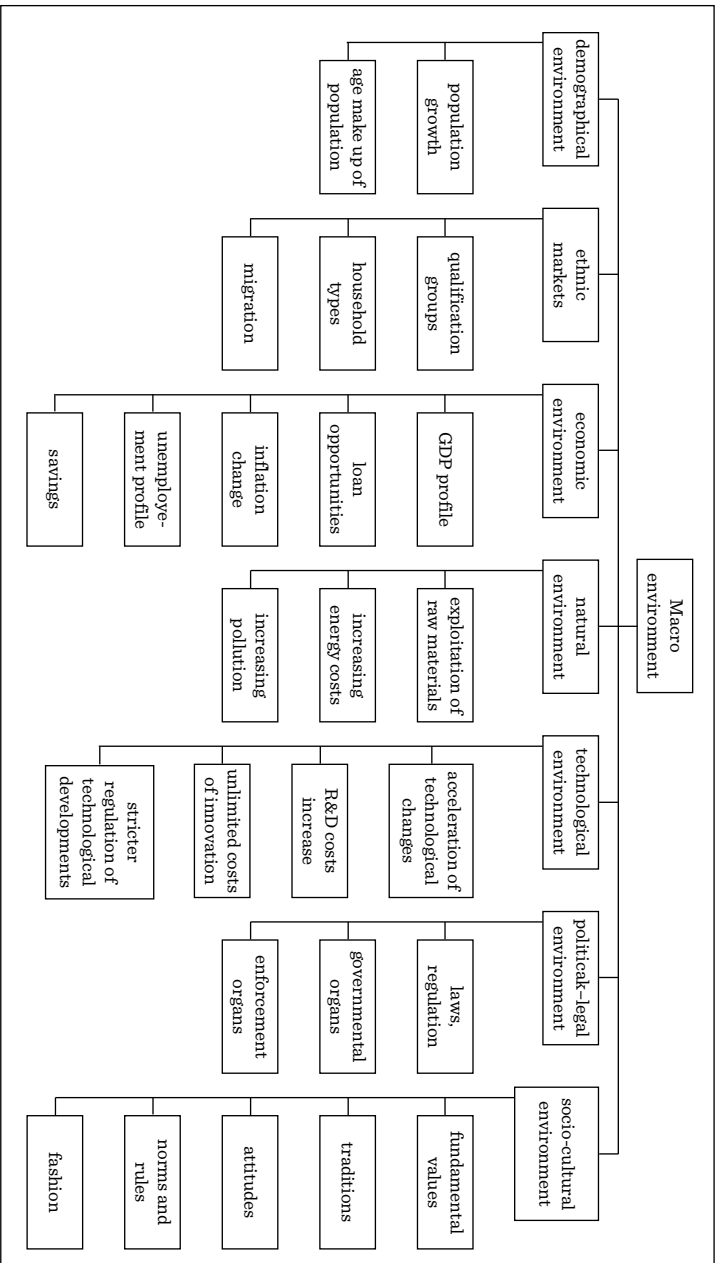 Macro
environment
demographical
environment
population
growth
age make up of
population
ethnic
markets
qualification
groups
household
types
migration
economic
environment
GDP profile
loan
opportunities
inflation
change
unemploye-
ment profile
savings
natural
environment
exploitation of
raw materials
increasing
energy costs
increasing
pollution
technological
environment
acceleration of
technological
changes
R&D costs
increase
unlimited costs
of innovation
stricter
regulation of
technological
developments
politicak–legal
environment
laws,
regulation
governmental
organs
enforcement
organs
socio-cultural
environment
fundamental
values
traditions
attitudes
norms and
rules
fashion